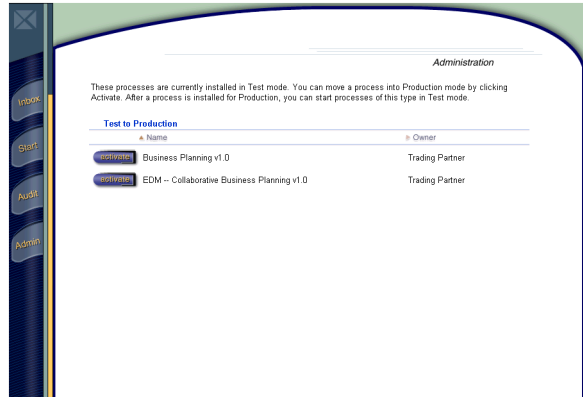 Administration
These processes are currently installed in Test mode. You can move a process into Production mode by clicking
Activate. After a process is installed for Production, you can start processes of this type in Test mode.
Inbox
Test to Production
Name Owner
Start
activate Business Planning v1.0 Trading Partner
activate EDM -- Collaborative Business Planning v1.0 Trading Partner
Audit
Admin